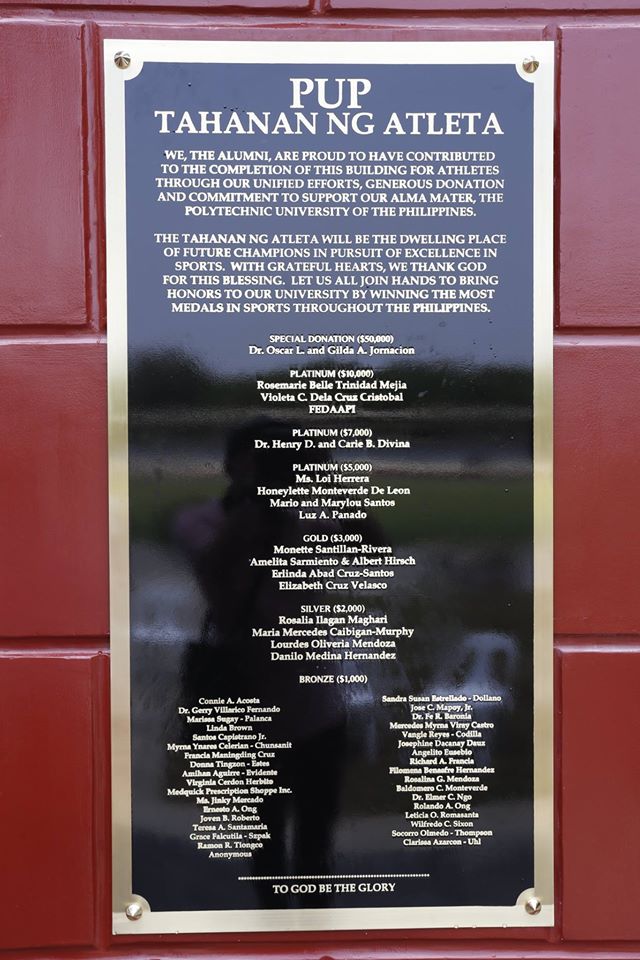 PUP
TAHANAN NG ATLETA
WE, THE ALUMNI, ARE PROUD TO HAVE CONTRIBUTED
TO THE COMPLETION OF THIS BUILDING FOR ATHLETES
THROUGH OUR UNIFIED EFFORTS, GENEROUS DONATION
AND COMMITMENT TO SUPPORT OUR ALMA MATER, THE
POLYTECHNIC UNIVERSITY OF THE PHILIPPINES.
THE TAHANAN NG ATLETA WILL BE THE DWELLING PLACE
OF FUTURE CHAMPIONS IN PURSUIT OF EXCELLENCE IN
SPORTS. WITH GRATEFUL HEARTS, WE THANK GOD
FOR THIS BLESSING. LET US ALL JOIN HANDS TO BRING
HONORS TO OUR UNIVERSITY BY WINNING THE MOST
MEDALS IN SPORTS THROUGHOUT THE PHILIPPINES.
SPECIAL DONATION ($50,000)
Dr. Oscar L. and Gilda A. Jornacion
PLATINUM ($10,000)
Rosemarie Belle Trinidad Mejia
Violeta C. Dela Cruz Cristobal
FEDAAPI
PLATINUM ($7,000)
Dr. Henry D. and Carie B. Divina
PLATINUM ($5,000)
Ms. Loi Herrera
Honeylette Monteverde De Leon
Mario and Marylou Santos
Luz A. Panado
GOLD ($3,000)
Monette Santillan-Rivera
Amelita Sarmiento & Albert Hirsch
Erlinda Abad Cruz-Santos
Elizabeth Cruz Velasco
SILVER ($2,000)
Rosalia Ilagan Maghari
Maria Mercedes Caibigan-Murphy
Lourdes Oliveria Mendoza
Danilo Medina Hernandez
BRONZE ($1,000)
Connie A. Acosta
Dr. Gerry Villarico Fernando
Marissa Sugay - Palanca
Linda Brown
Santos Capistrano Jr.
Myrna Ynares Celerian - Chunsanit
Francia Maningding Cruz
Donna Tingzon - Estes
Amihan Aguirre - Evidente
Virginia Cerdon Herbito
Medquick Prescription Shoppe Inc.
Ms. Jinky Mercado
Ernesto A. Ong
Joven B. Roberto
Teresa A. Santamaria
Grace Falcutila - Szpak
Ramon R. Tiongco
Anonymous
Sandra Susan Estrellado - Dollano
Jose C. Mapoy, Jr.
Dr. Fe R. Baronia
Mercedes Myrna Viray Castro
Vangie Reyes - Codilla
Josephine Dacanay Daux
Angelito Eusebio
Richard A. Francia
Filomena Benasfre Hernandez
Rosalina G. Mendoza
Baldomero C. Monteverde
Dr. Elmer C. Ngo
Rolando A. Ong
Leticia O. Romasanta
Wilfredo C. Sixon
Socorro Olmedo - Thompson
Clarissa Azarcon - Uhl
TO GOD BE THE GLORY